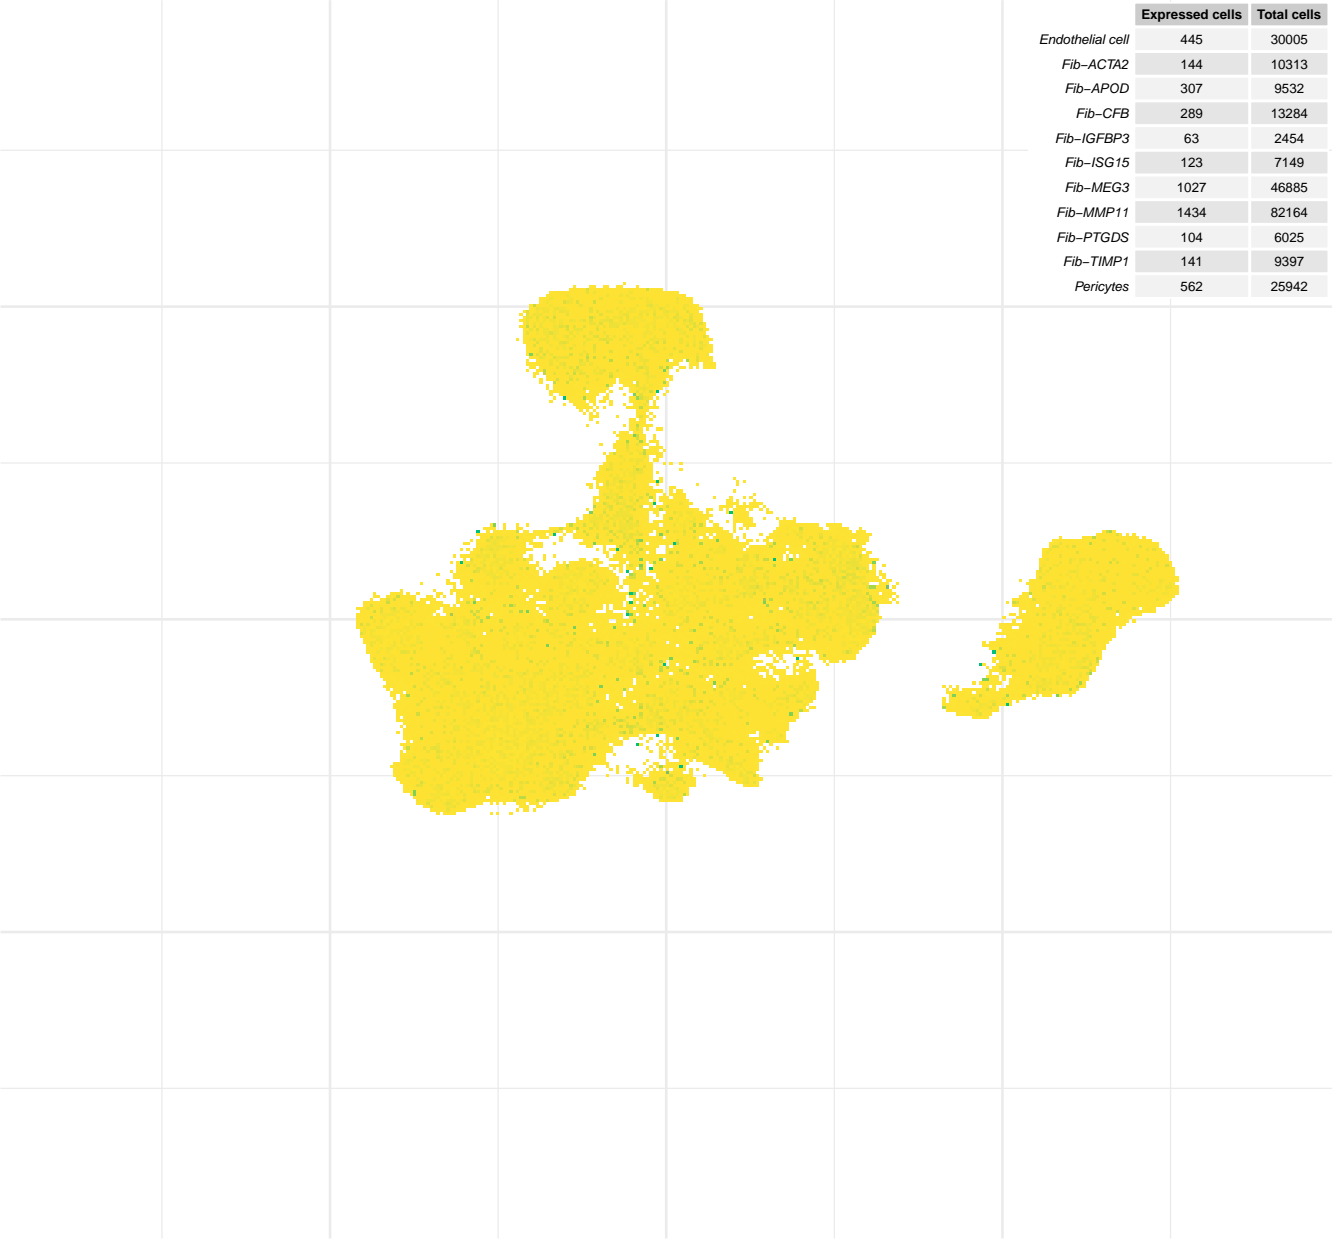 Expressed cells Total cells
Endothelial cell 445 30005
Fib−ACTA2 144 10313
Fib−APOD 307 9532
Fib−CFB 289 13284
Fib−IGFBP3 63 2454
Fib−ISG15 123 7149
Fib−MEG3 1027 46885
Fib−MMP11 1434 82164
Fib−PTGDS 104 6025
Fib−TIMP1 141 9397
Pericytes 562 25942